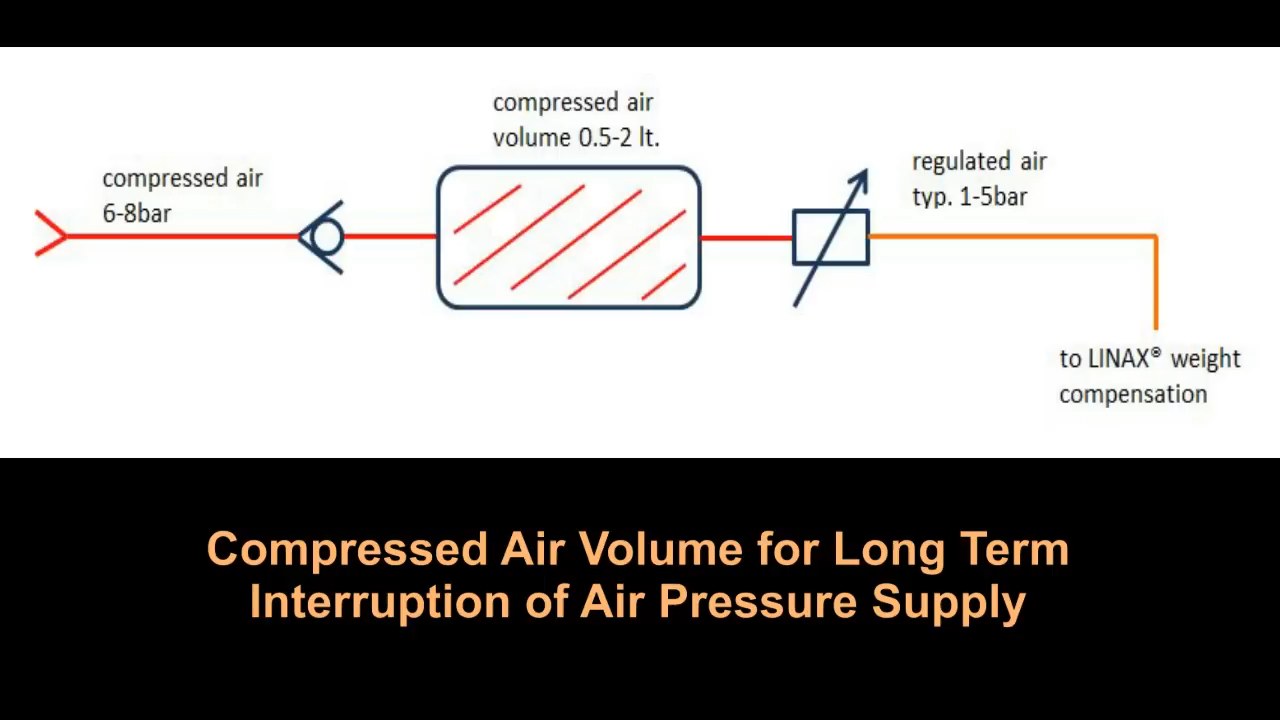 compressed air
volume 0.5-2 lt.
compressed air
6-8bar
regulated air
typ. 1-5bar
to LINAX® weight
compensation
Compressed Air Volume for Long Term
Interruption of Air Pressure Supply